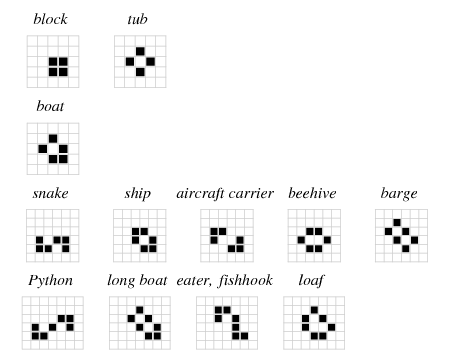 block tub
boat
snake ship aircraft carrier beehive barge
Python long boat eater, fishhook loaf